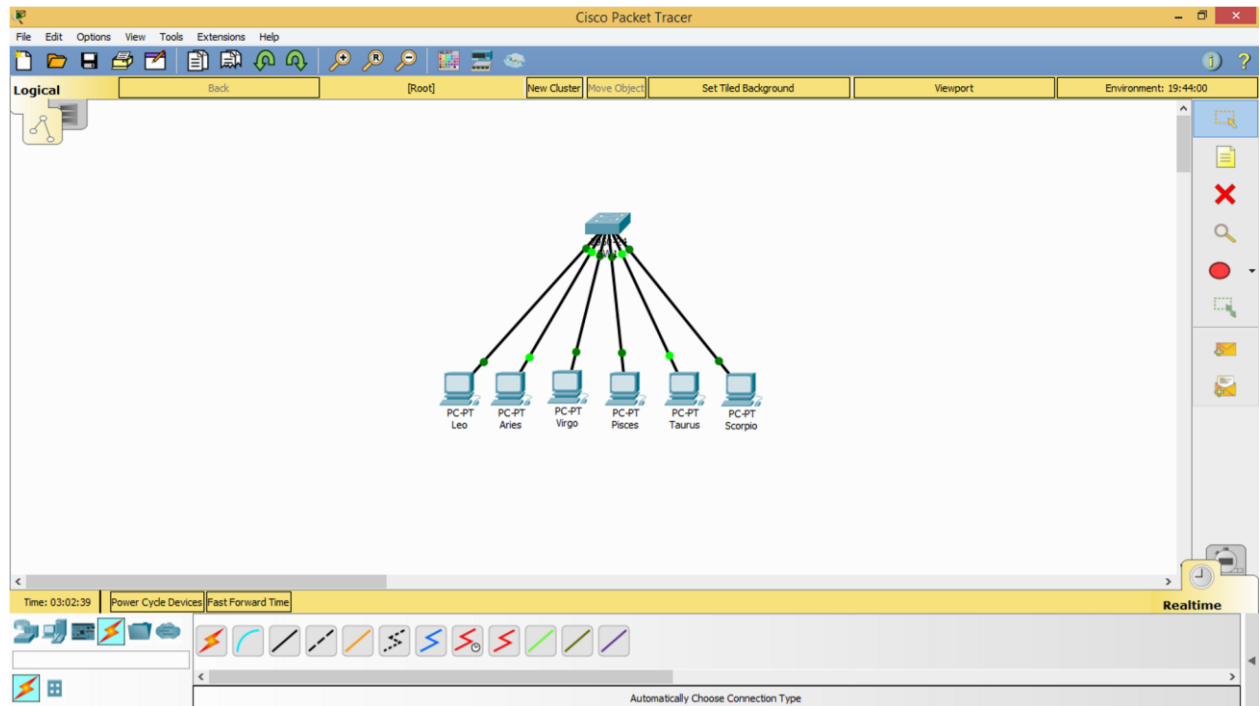 Cisco Packet Tracer
File Edit Options View Tools Extensions Help
Logical Back [Root] New Cluster Move Object Set Tiled Background Viewport Environment: 19:44:00
PC-PT
Leo
PC-PT
Aries
PC-PT
Virgo
PC-PT
Pisces
PC-PT
Taurus
PC-PT
Scorpio
Time: 03:02:39 Power Cycle Devices Fast Forward Time Realtime
Automatically Choose Connection Type